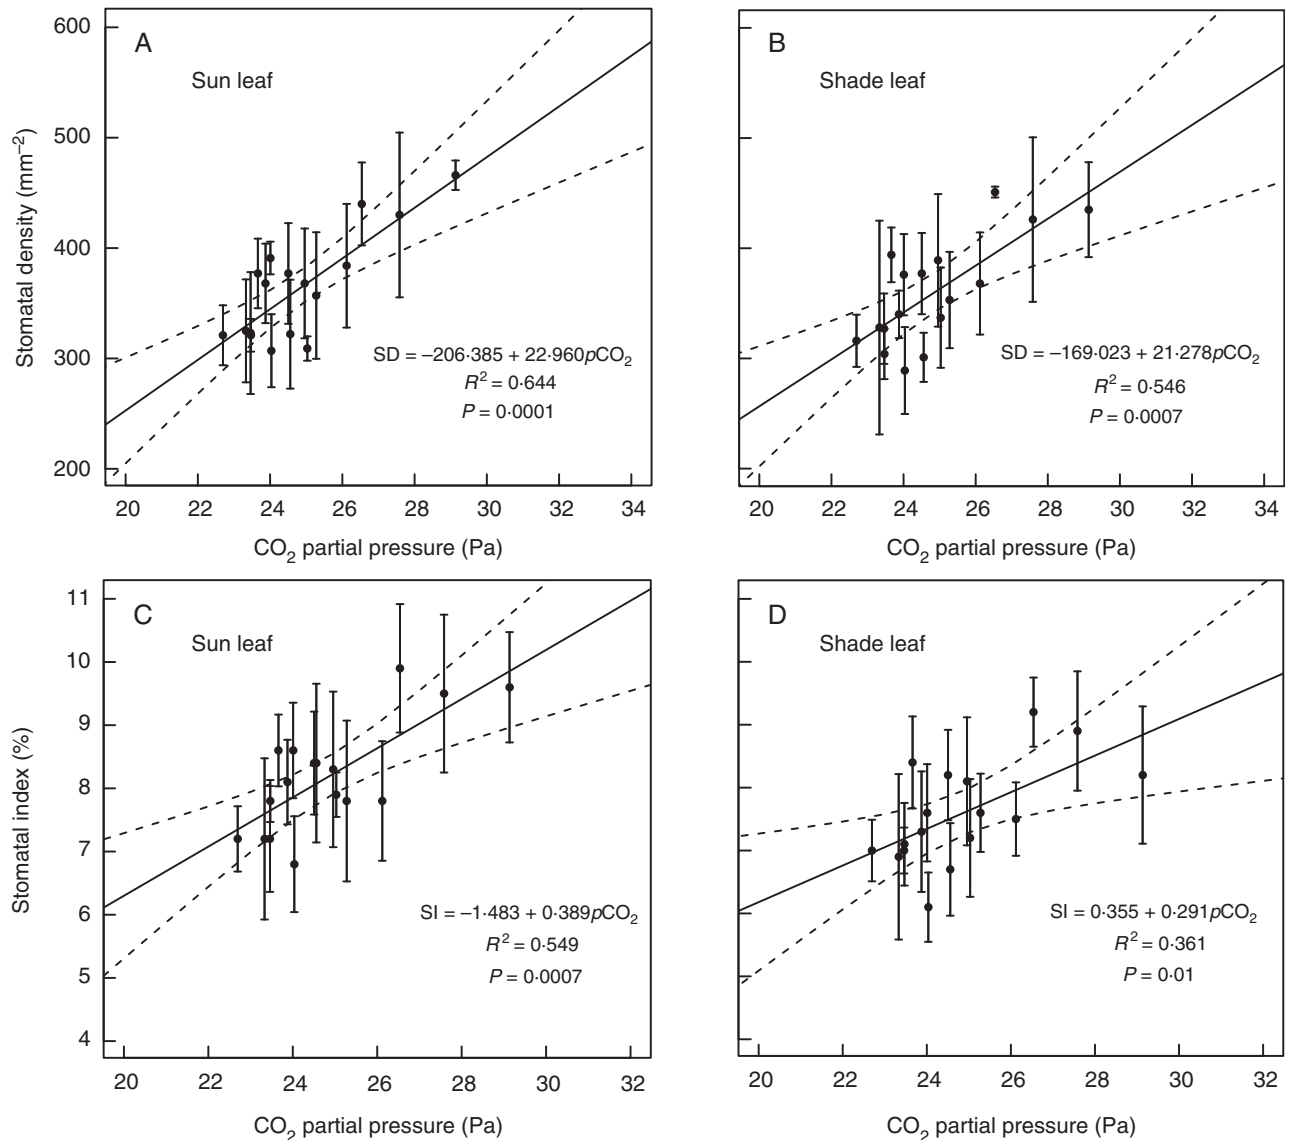 A
Sun leaf
600
500
400
300
200
Stomatal density (mm⁻²)
SD = −206·385 + 22·960pCO₂
R² = 0·644
P = 0·0001
20 22 24 26 28 30 32 34
CO₂ partial pressure (Pa)
B
Shade leaf
SD = −169·023 + 21·278pCO₂
R² = 0·546
P = 0·0007
20 22 24 26 28 30 32 34
CO₂ partial pressure (Pa)
C
Sun leaf
11
10
9
8
7
6
5
4
Stomatal index (%)
SI = −1·483 + 0·389pCO₂
R² = 0·549
P = 0·0007
20 22 24 26 28 30 32
CO₂ partial pressure (Pa)
D
Shade leaf
SI = 0·355 + 0·291pCO₂
R² = 0·361
P = 0·01
20 22 24 26 28 30 32
CO₂ partial pressure (Pa)